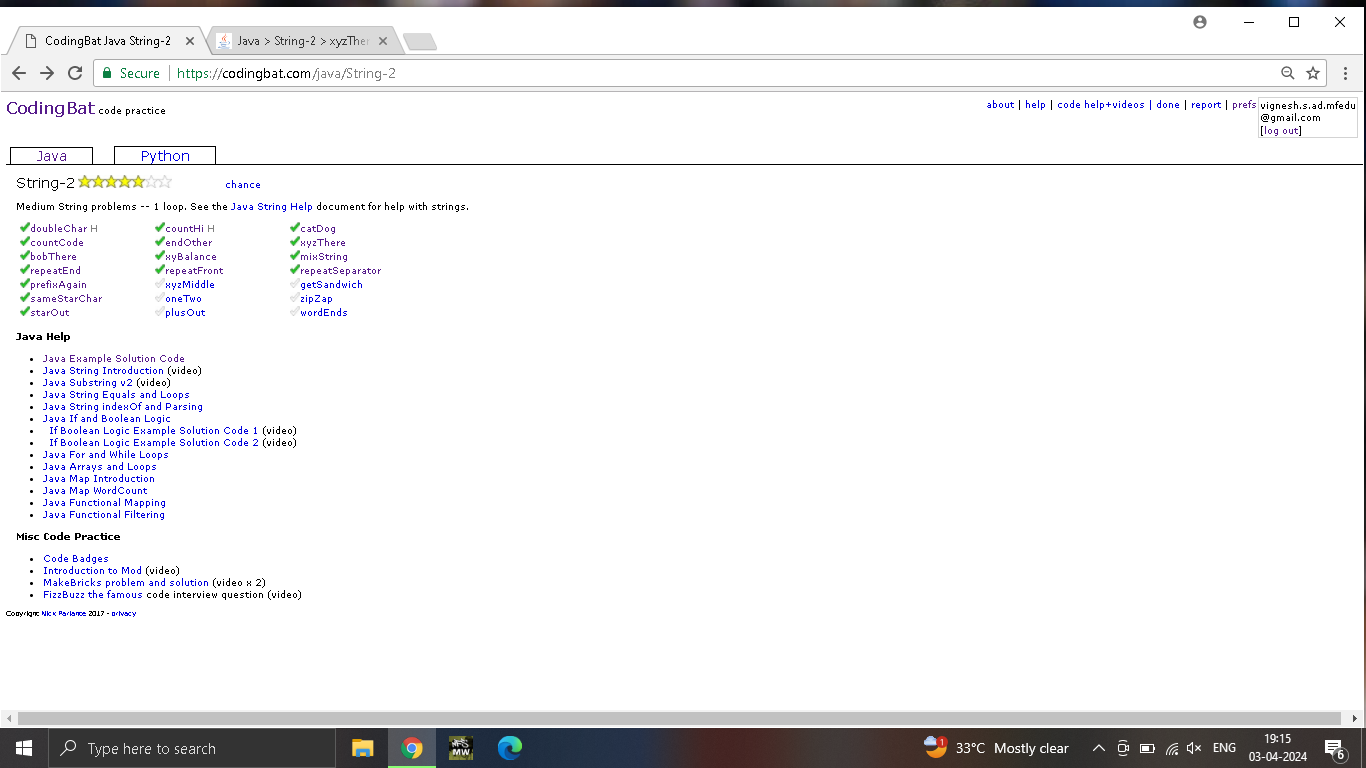 CodingBat Java String-2
Java > String-2 > xyzTher
Secure https://codingbat.com/java/String-2
CodingBat code practice
about | help | code help+videos | done | report | prefs
vignesh.s.ad.mfedu
@gmail.com
[log out]
Java Python
String-2 chance
Medium String problems -- 1 loop. See the Java String Help document for help with strings.
doubleChar H countHi H catDog
countCode endOther xyzThere
bobThere xyBalance mixString
repeatEnd repeatFront repeatSeparator
prefixAgain xyzMiddle getSandwich
sameStarChar oneTwo zipZap
starOut plusOut wordEnds
Java Help
• Java Example Solution Code
• Java String Introduction (video)
• Java Substring v2 (video)
• Java String Equals and Loops
• Java String indexOf and Parsing
• Java If and Boolean Logic
• If Boolean Logic Example Solution Code 1 (video)
• If Boolean Logic Example Solution Code 2 (video)
• Java For and While Loops
• Java Arrays and Loops
• Java Map Introduction
• Java Map WordCount
• Java Functional Mapping
• Java Functional Filtering
Misc Code Practice
• Code Badges
• Introduction to Mod (video)
• MakeBricks problem and solution (video x 2)
• FizzBuzz the famous code interview question (video)
Copyright Nick Parlante 2017 - privacy
Type here to search
MW
1
33°C Mostly clear
ENG
19:15
03-04-2024
6